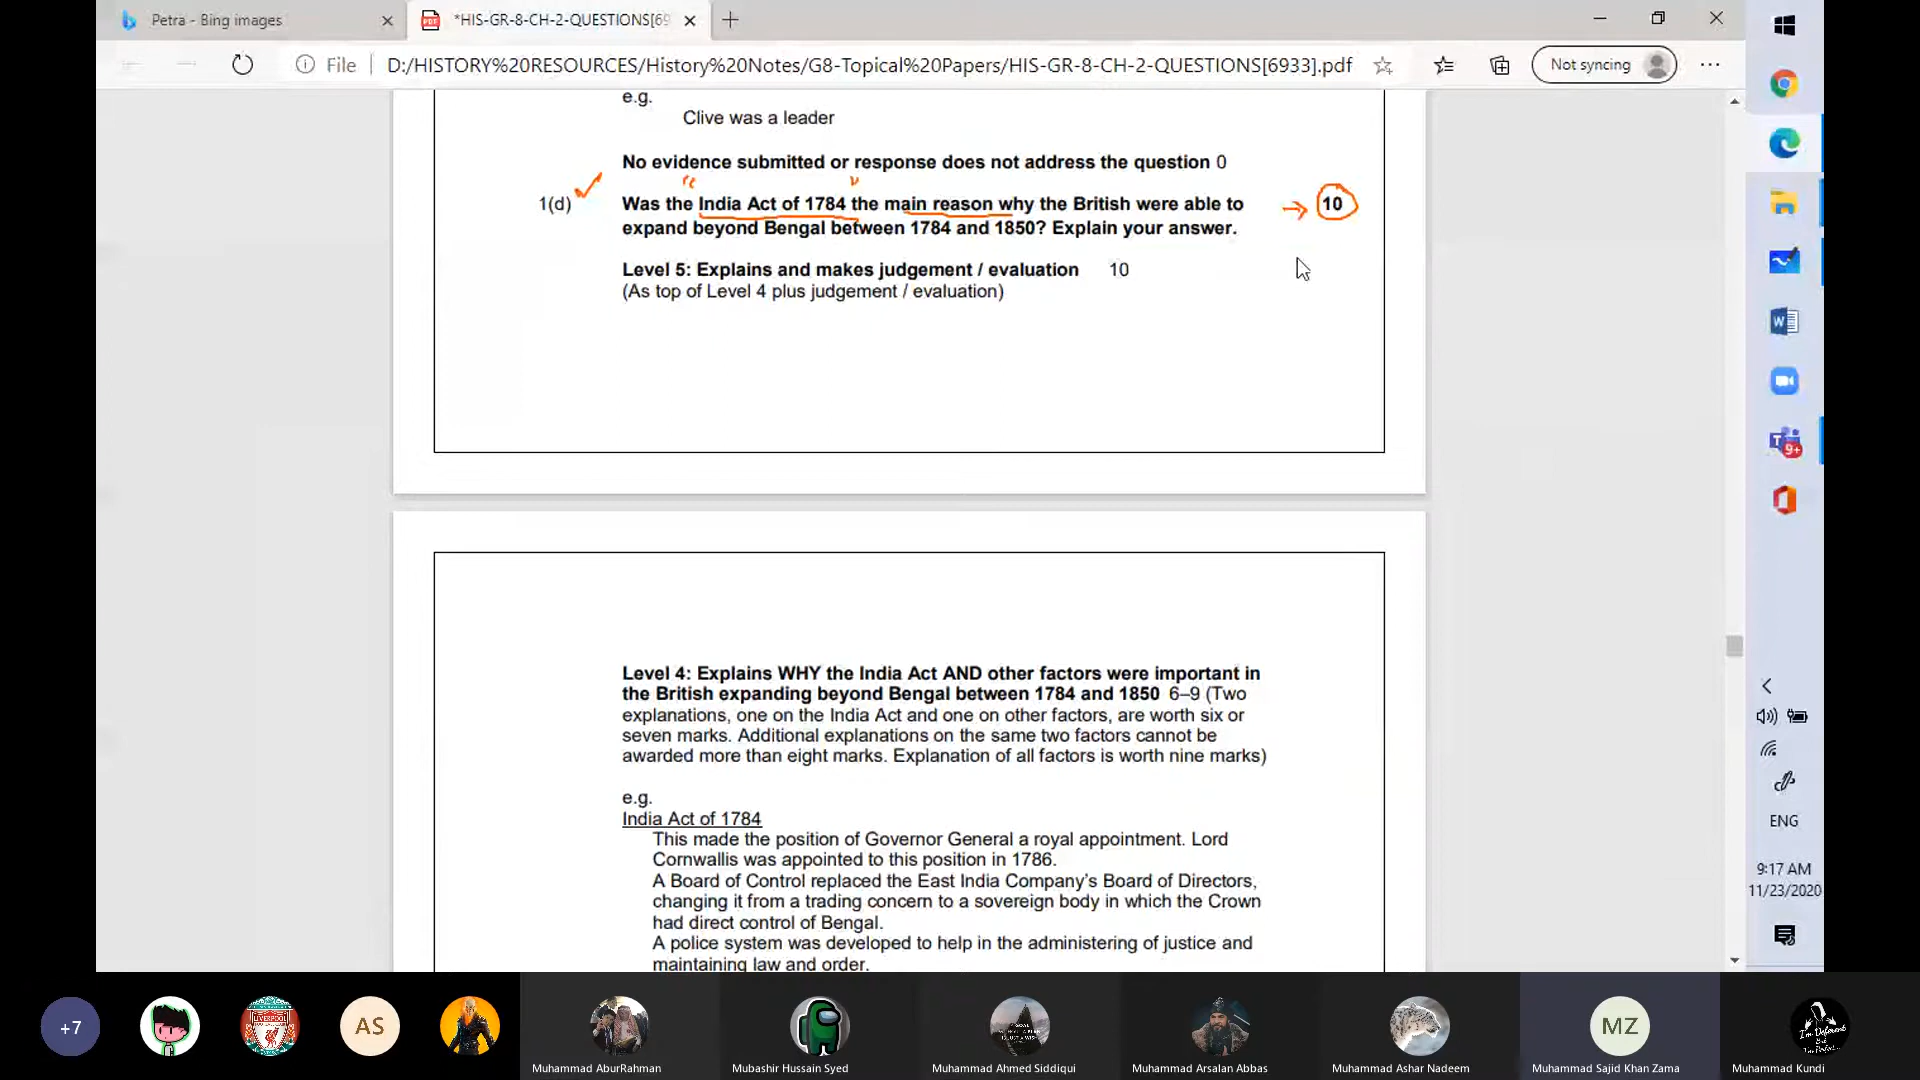 Petra - Bing images
*HIS-GR-8-CH-2-QUESTIONS[69
File
D:/HISTORY%20RESOURCES/History%20Notes/G8-Topical%20Papers/HIS-GR-8-CH-2-QUESTIONS[6933].pdf
Not syncing
e.g.
Clive was a leader
No evidence submitted or response does not address the question 0
1(d)
Was the India Act of 1784 the main reason why the British were able to
10
expand beyond Bengal between 1784 and 1850? Explain your answer.
Level 5: Explains and makes judgement / evaluation 10
(As top of Level 4 plus judgement / evaluation)
Level 4: Explains WHY the India Act AND other factors were important in
the British expanding beyond Bengal between 1784 and 1850 6–9 (Two
explanations, one on the India Act and one on other factors, are worth six or
seven marks. Additional explanations on the same two factors cannot be
awarded more than eight marks. Explanation of all factors is worth nine marks)
e.g.
India Act of 1784
This made the position of Governor General a royal appointment. Lord
Cornwallis was appointed to this position in 1786.
A Board of Control replaced the East India Company's Board of Directors,
changing it from a trading concern to a sovereign body in which the Crown
had direct control of Bengal.
A police system was developed to help in the administering of justice and
maintaining law and order.
9+
ENG
9:17 AM
11/23/2020
+7
LIVERPOOL
AS
MZ
Muhammad AburRahman
Mubashir Hussain Syed
Muhammad Ahmed Siddiqui
Muhammad Arsalan Abbas
Muhammad Ashar Nadeem
Muhammad Sajid Khan Zama
Muhammad Kundi